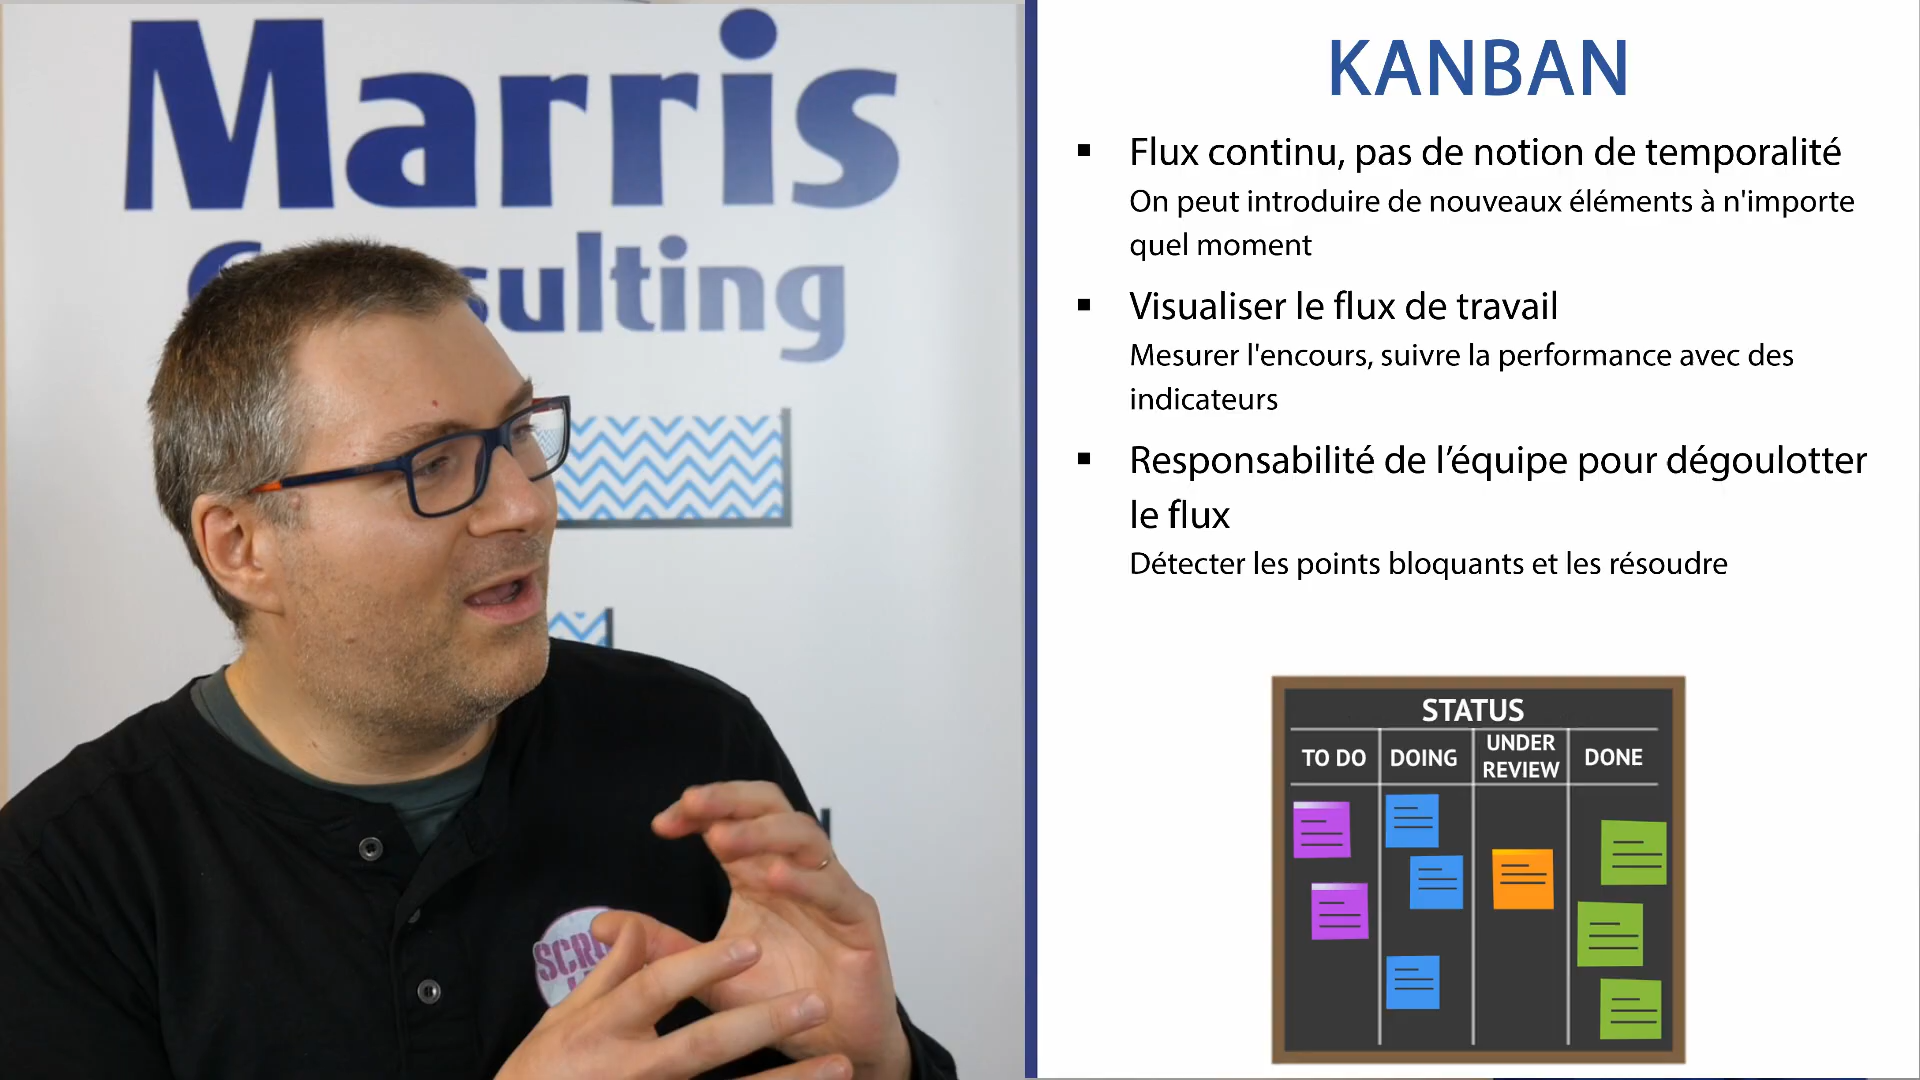 Marris
Consulting
KANBAN
▪ Flux continu, pas de notion de temporalité
On peut introduire de nouveaux éléments à n'importe
quel moment
▪ Visualiser le flux de travail
Mesurer l'encours, suivre la performance avec des
indicateurs
▪ Responsabilité de l’équipe pour dégoulotter
le flux
Détecter les points bloquants et les résoudre
STATUS
TO DO
DOING
UNDER
REVIEW
DONE